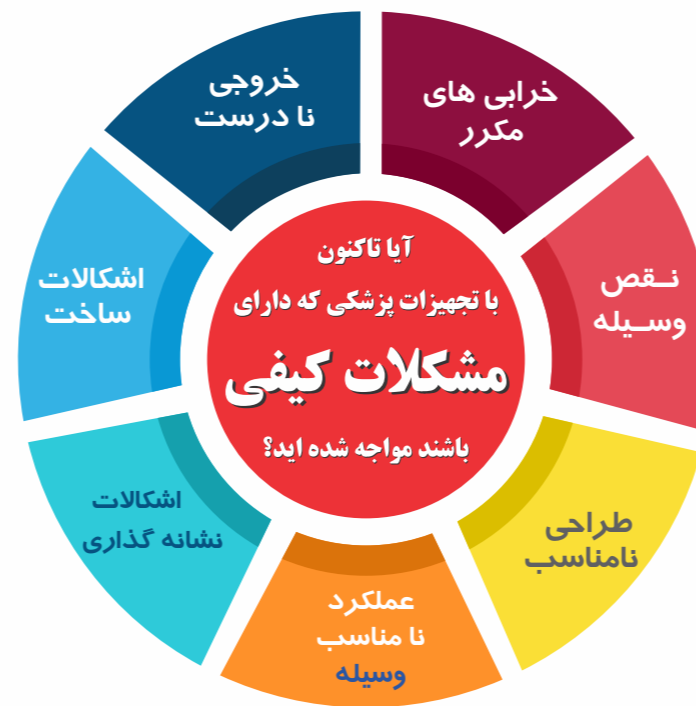 آیا تاکنون
با تجهیزات پزشکی که دارای
مشکلات کیفی
باشند مواجه شده اید؟
خرابی های
مکرر
نـقص
وسـیله
طراحی
نامناسب
عملکرد
نا مناسب
وسیله
اشکالات
نشانه گذاری
اشکالات
ساخت
خروجی
نا درست